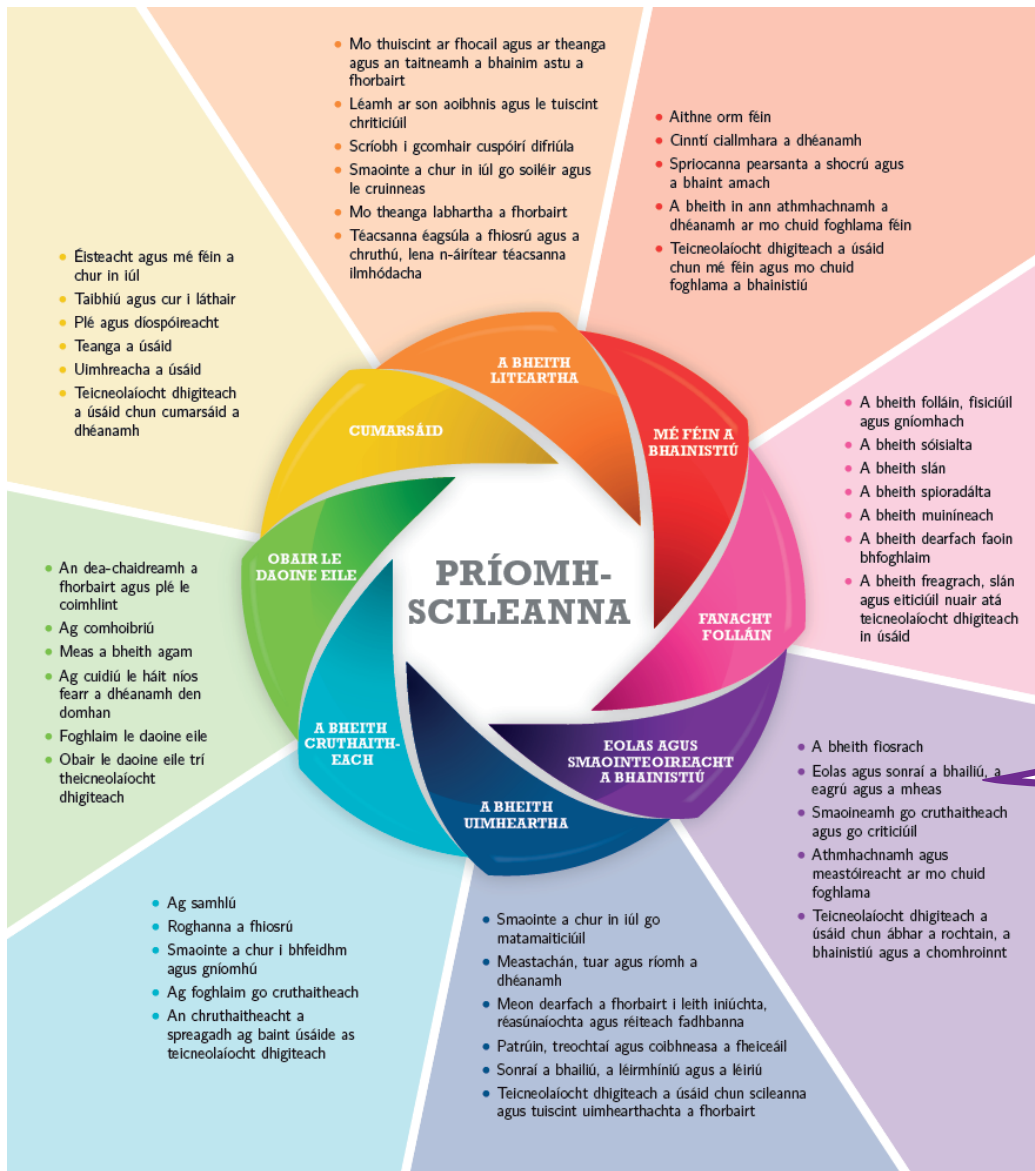 PRÍOMH-
SCILEANNA
A BHEITH
LITEARTHA
• Mo thuiscint ar fhocail agus ar theanga
agus an taitneamh a bhainim astu a
fhorbairt
• Léamh ar son aoibhnis agus le tuiscint
chriticiúil
• Scríobh i gcomhair cuspóirí difriúla
• Smaointe a chur in iúl go soiléir agus
le cruinneas
• Mo theanga labhartha a fhorbairt
• Téacsanna éagsúla a fhiosrú agus a
chruthú, lena n-áirítear téacsanna
ilmhódacha
MÉ FÉIN A
BHAINISTIÚ
• Aithne orm féin
• Cinntí ciallmhara a dhéanamh
• Spriocanna pearsanta a shocrú agus
a bhaint amach
• A bheith in ann athmhachnamh a
dhéanamh ar mo chuid foghlama féin
• Teicneolaíocht dhigiteach a úsáid
chun mé féin agus mo chuid
foghlama a bhainistiú
FANACHT
FOLLÁIN
• A bheith folláin, fisiciúil
agus gníomhach
• A bheith sóisialta
• A bheith slán
• A bheith spioradálta
• A bheith muiníneach
• A bheith dearfach faoin
bhfoghlaim
• A bheith freagrach, slán
agus eiticiúil nuair atá
teicneolaíocht dhigiteach
in úsáid
EOLAS AGUS
SMAOINTEOIREACHT
A BHAINISTIÚ
• A bheith fiosrach
• Eolas agus sonraí a bhailiú, a
eagrú agus a mheas
• Smaoineamh go cruthaitheach
agus go criticiúil
• Athmhachnamh agus
meastóireacht ar mo chuid
foghlama
• Teicneolaíocht dhigiteach a
úsáid chun ábhar a rochtain, a
bhainistiú agus a chomhroinnt
A BHEITH
UIMHEARTHA
• Smaointe a chur in iúl go
matamaiticiúil
• Meastachán, tuar agus ríomh a
dhéanamh
• Meon dearfach a fhorbairt i leith iniúchta,
réasúnaíochta agus réiteach fadhbanna
• Patrúin, treochtaí agus coibhneasa a fheiceáil
• Sonraí a bhailiú, a léirmhíniú agus a léiriú
• Teicneolaíocht dhigiteach a úsáid chun scileanna
agus tuiscint uimhearthachta a fhorbairt
A BHEITH
CRUTHAITH-
EACH
• Ag samhlú
• Roghanna a fhiosrú
• Smaointe a chur i bhfeidhm
agus gníomhú
• Ag foghlaim go cruthaitheach
• An chruthaitheacht a
spreagadh ag baint úsáide as
teicneolaíocht dhigiteach
OBAIR LE
DAOINE EILE
• An dea-chaidreamh a
fhorbairt agus plé le
coimhlint
• Ag comhoibriú
• Meas a bheith agam
• Ag cuidiú le háit níos
fearr a dhéanamh den
domhan
• Foghlaim le daoine eile
• Obair le daoine eile trí
theicneolaíocht
dhigiteach
CUMARSÁID
• Éisteacht agus mé féin a
chur in iúl
• Taibhiú agus cur i láthair
• Plé agus díospóireacht
• Teanga a úsáid
• Uimhreacha a úsáid
• Teicneolaíocht dhigiteach
a úsáid chun cumarsáid a
dhéanamh